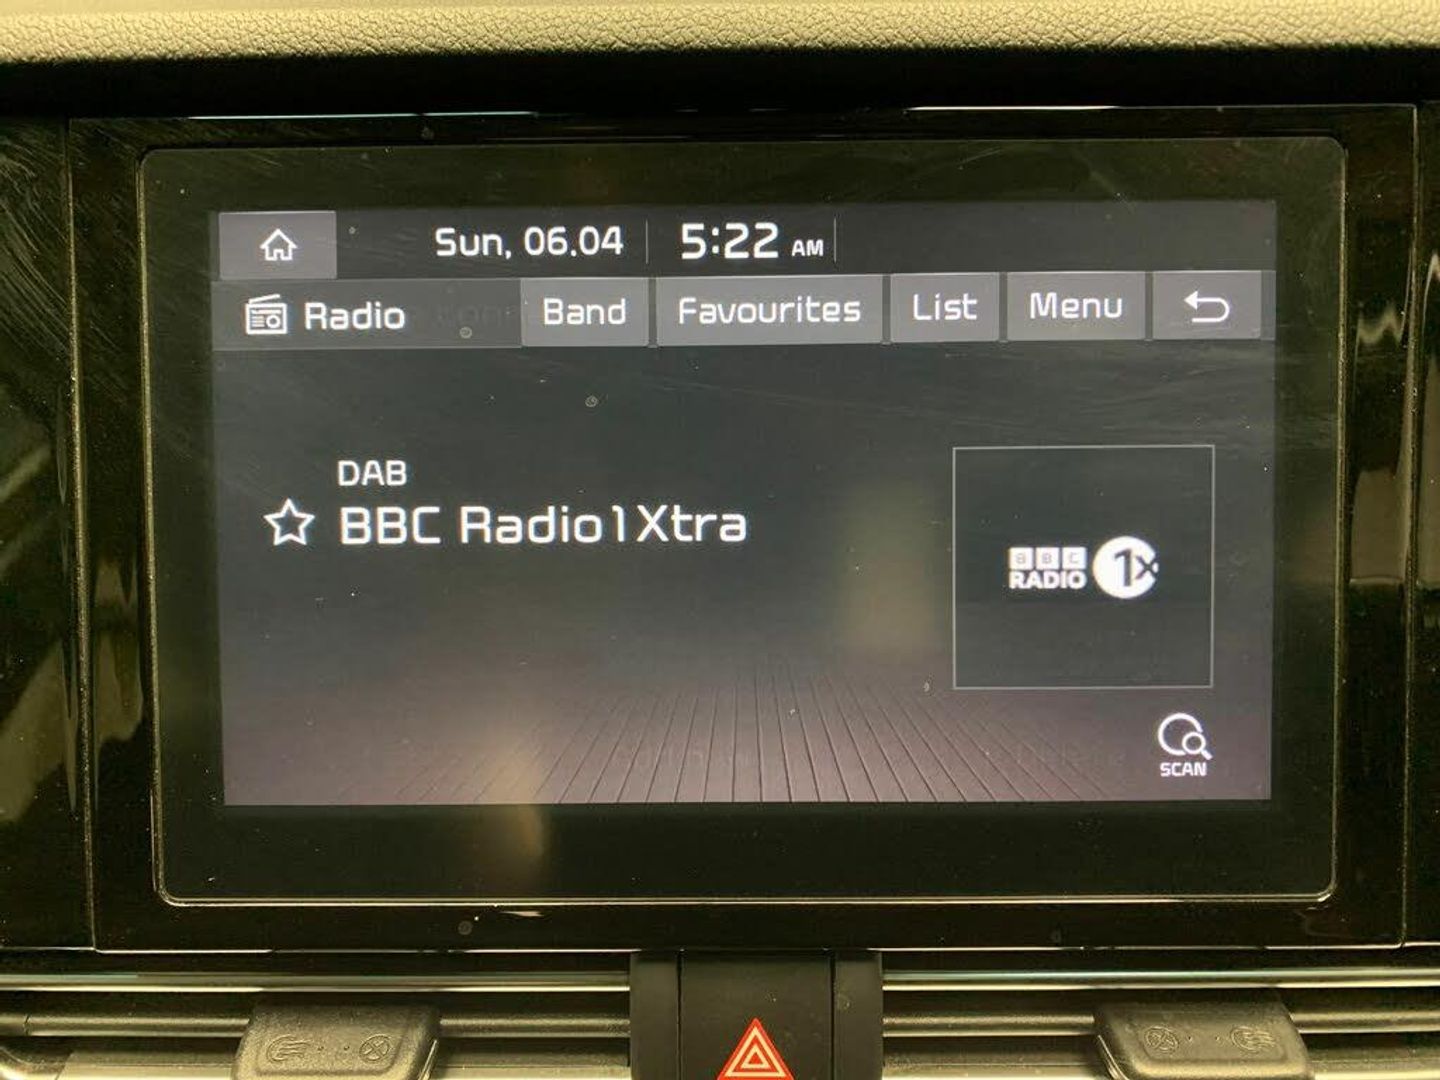 Sun, 06.04 5:22 AM
Radio Band Favourites List Menu
DAB
BBC Radio1Xtra
BBC
RADIO 1X
SCAN